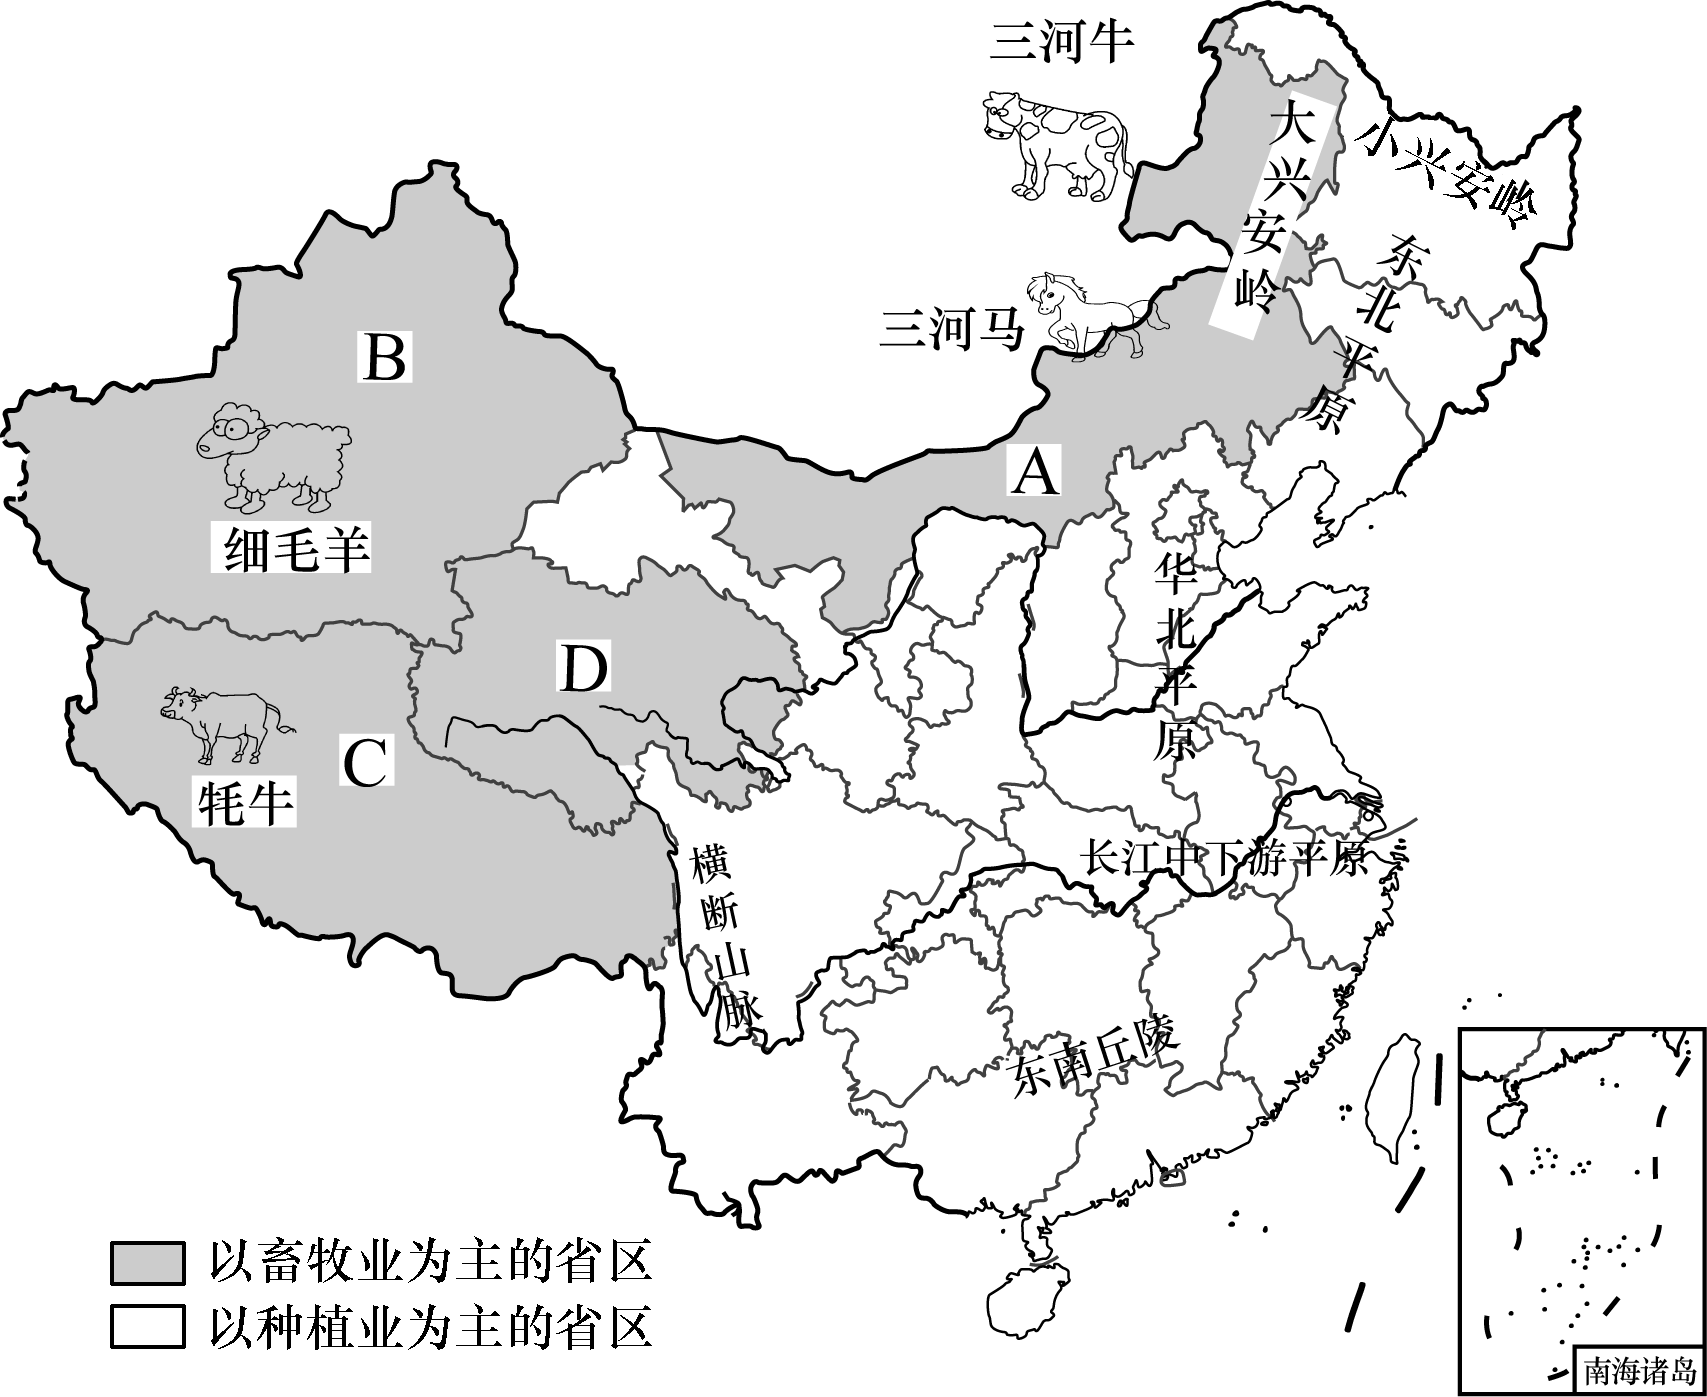 三河牛
大兴安岭
小兴安岭
东北平原
三河马
B
A
细毛羊
华北平原
D
C
牦牛
横断山脉
长江中下游平原
东南丘陵
以畜牧业为主的省区
以种植业为主的省区
南海诸岛